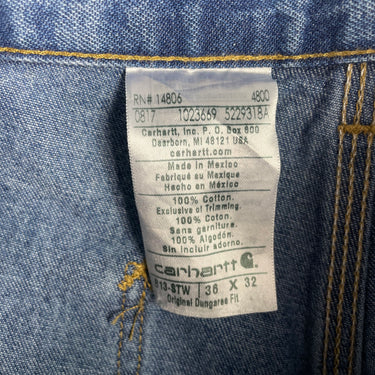 RN# 14806 4800
0817 1023669 5229318A
Carhartt, Inc. P.O. Box 600
Dearborn, MI 48121 USA
carhartt.com
Made in Mexico
Fabriqué au Mexique
Hecho en México
100% Cotton.
Exclusive of Trimming.
100% Coton.
Sans garniture.
100% Algodón.
Sin incluir adorno.
carhartt
B13-STW 36 X 32
Original Dungaree Fit